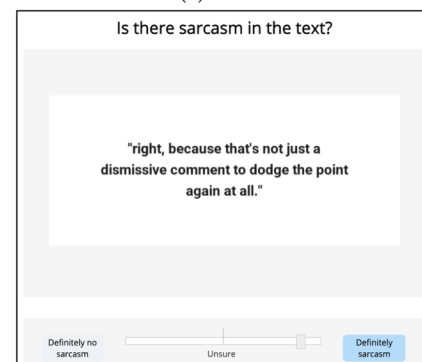 Is there sarcasm in the text?
"right, because that's not just a
dismissive comment to dodge the point
again at all."
Definitely no
sarcasm
Unsure
Definitely
sarcasm